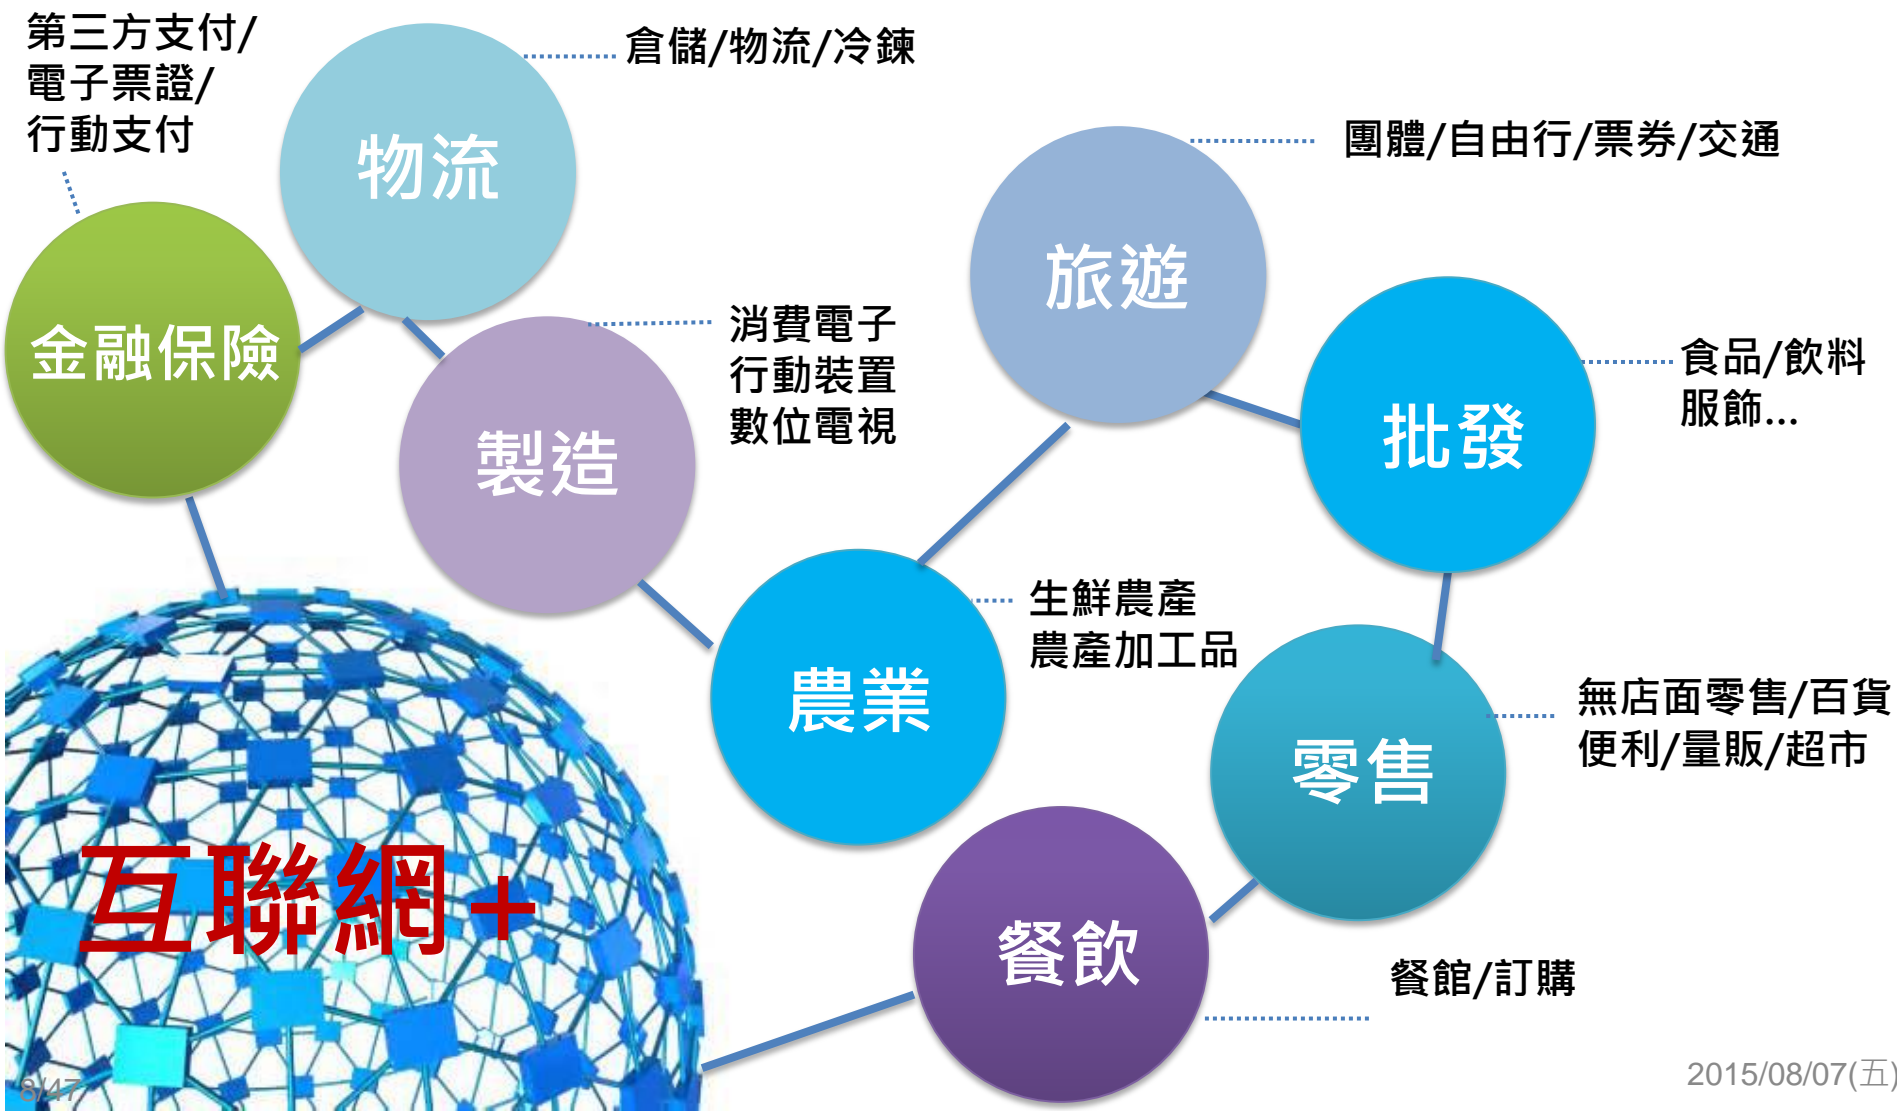 第三方支付/
電子票證/
行動支付
物流
倉儲/物流/冷鍊
金融保險
製造
消費電子
行動裝置
數位電視
旅遊
團體/自由行/票券/交通
批發
食品/飲料
服飾...
農業
生鮮農產
農產加工品
零售
無店面零售/百貨
便利/量販/超市
餐飲
餐館/訂購
互聯網+
8/47
2015/08/07(五)